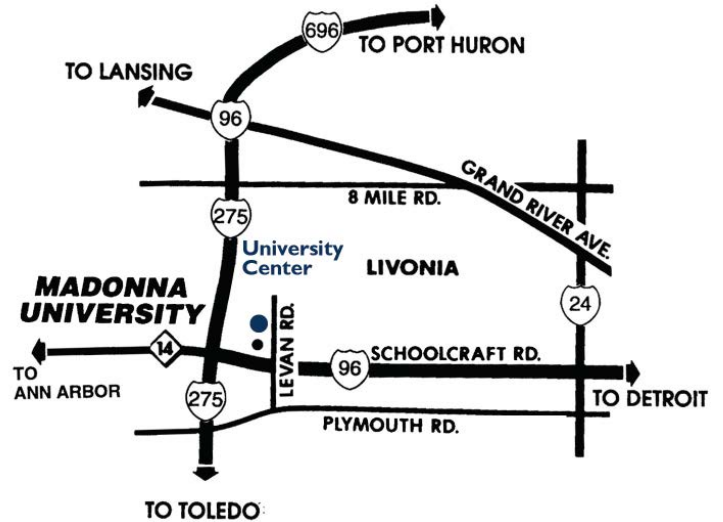 696
TO PORT HURON
TO LANSING
96
GRAND RIVER AVE.
8 MILE RD.
275
University
Center
LIVONIA
MADONNA
UNIVERSITY
24
LEVAN RD.
14
SCHOOLCRAFT RD.
96
TO
ANN ARBOR
275
TO DETROIT
PLYMOUTH RD.
TO TOLEDO